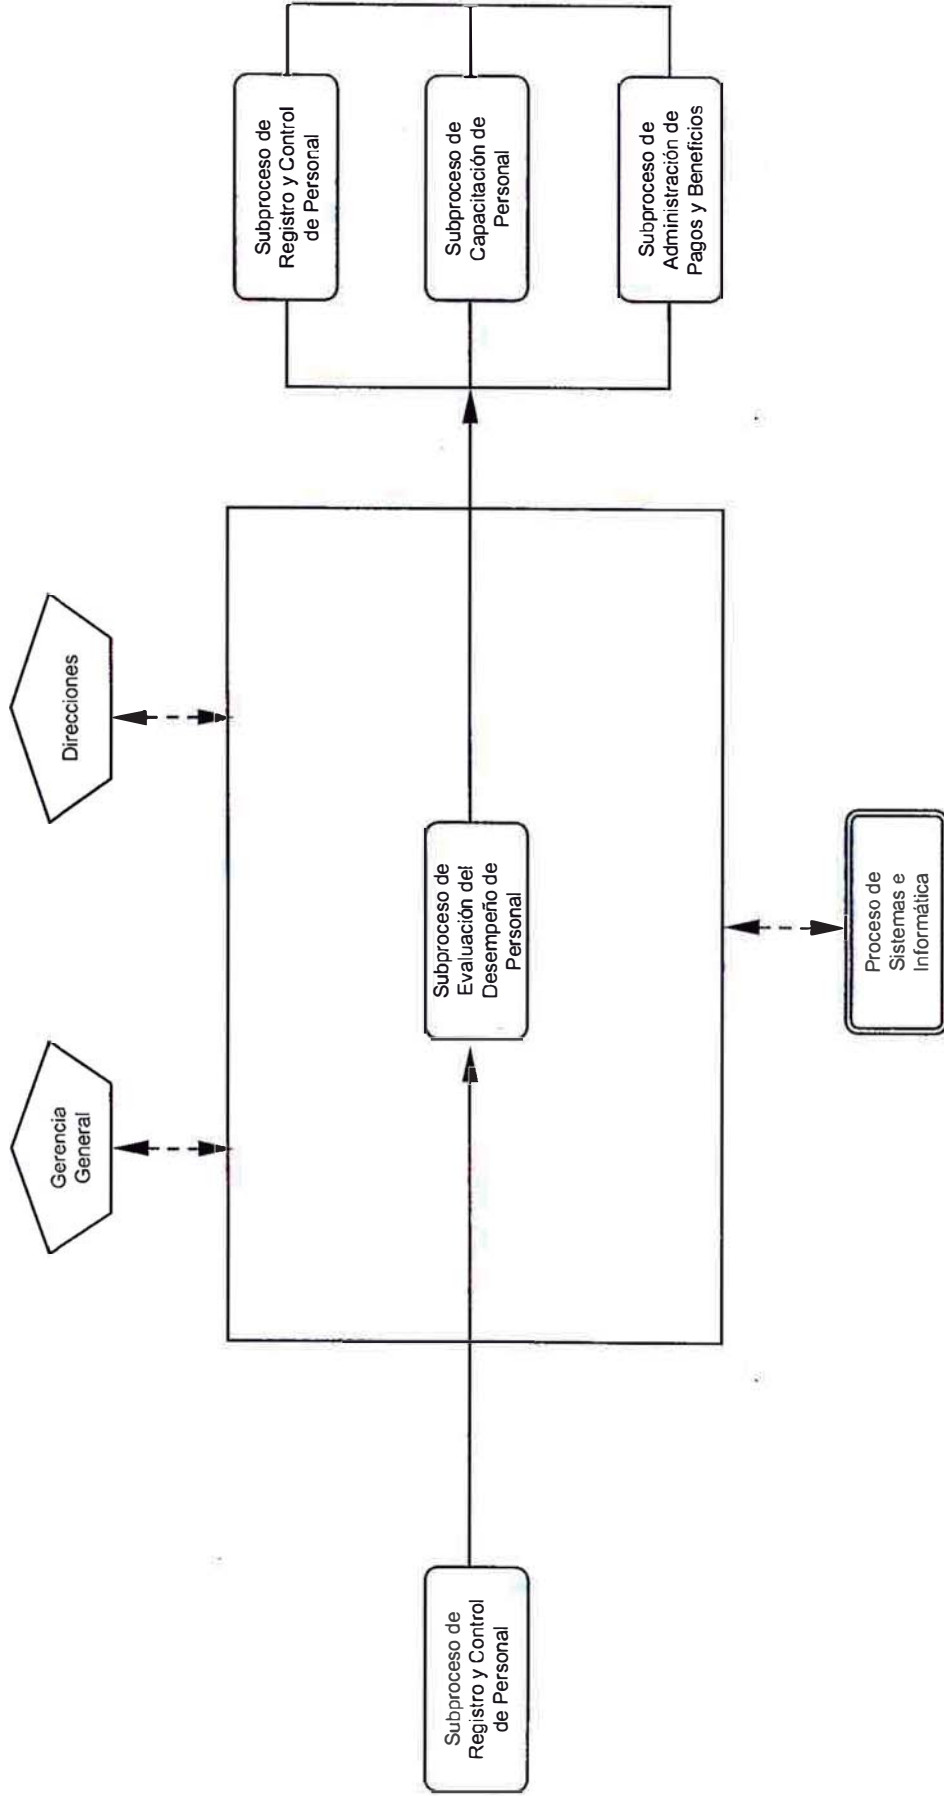 Gerencia
General
Direcciones
Subproceso de
Registro y Control
de Personal
Subproceso de
Evaluación del
Desempeño de
Personal
Subproceso de
Registro y Control
de Personal
Subproceso de
Capacitación de
Personal
Subproceso de
Administración de
Pagos y Beneficios
Proceso de
Sistemas e
Informática